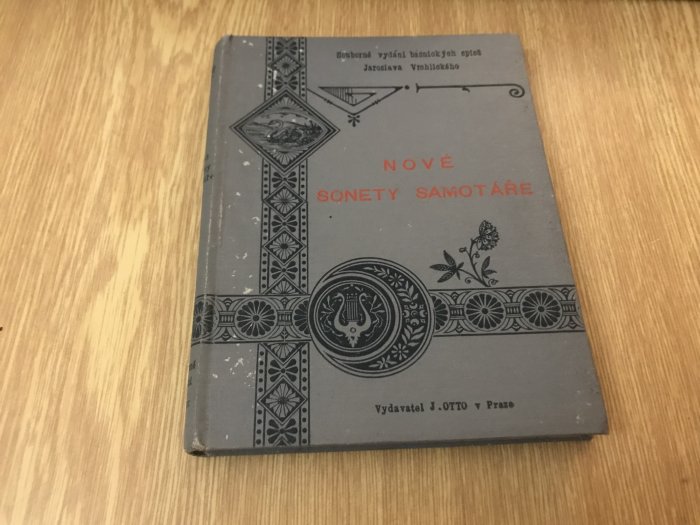 Souborné vydání básnických spisů
Jaroslava Vrchlického
NOVÉ
SONETY SAMOTÁŘE
Vydavatel J. OTTO v Praze